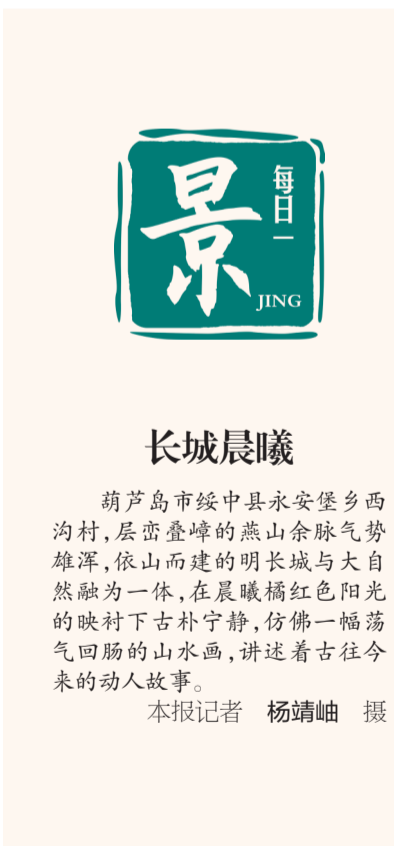 景
每日一
JING
长城晨曦
葫芦岛市绥中县永安堡乡西
沟村,层峦叠嶂的燕山余脉气势
雄浑,依山而建的明长城与大自
然融为一体,在晨曦橘红色阳光
的映衬下古朴宁静,仿佛一幅荡
气回肠的山水画,讲述着古往今
来的动人故事。
本报记者 杨靖岫 摄